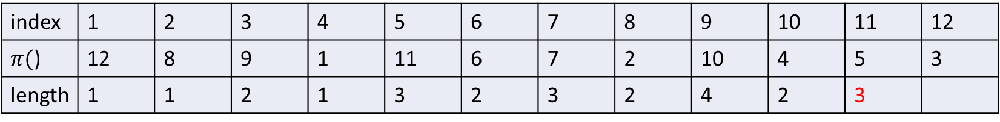 index 1 2 3 4 5 6 7 8 9 10 11 12
π() 12 8 9 1 11 6 7 2 10 4 5 3
length 1 1 2 1 3 2 3 2 4 2 3